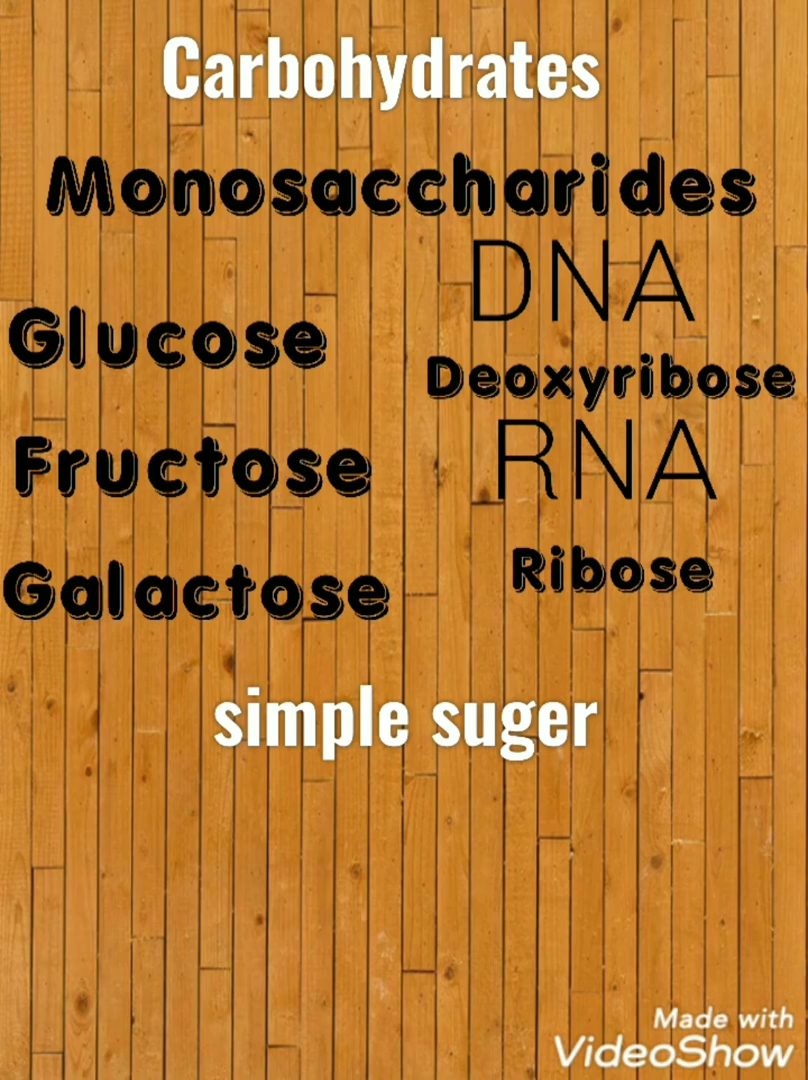 Carbohydrates
Monosaccharides
DNA
Glucose
Deoxyribose
Fructose
RNA
Galactose
Ribose
simple suger
Made with
VideoShow